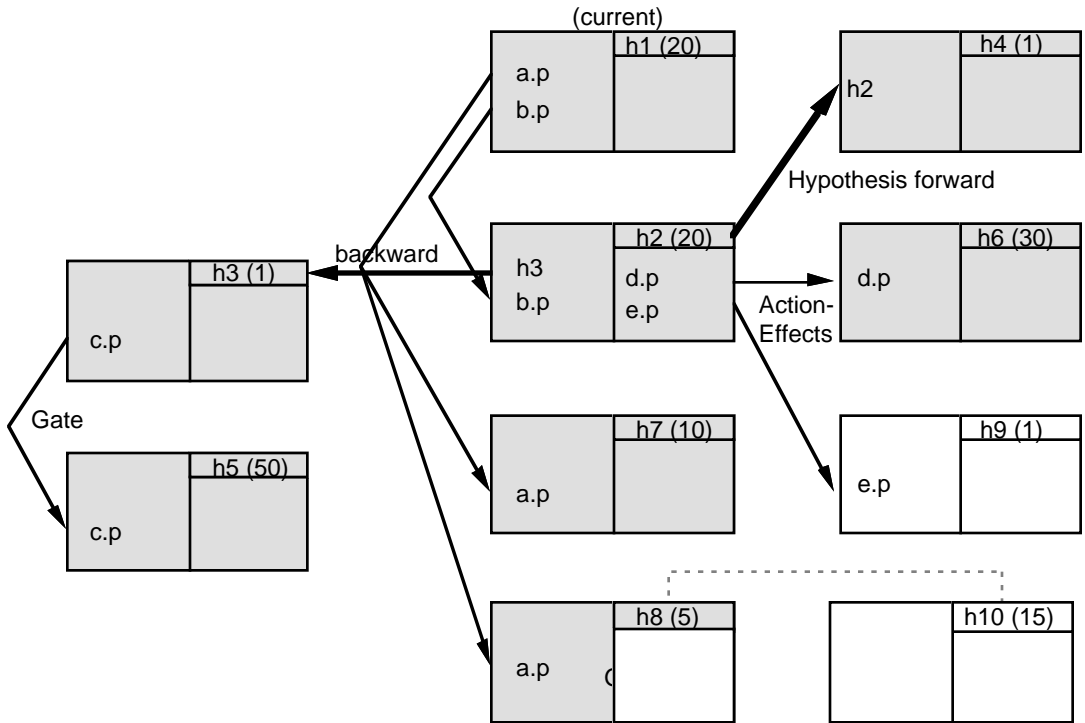 (current)
h1 (20)
a.p
b.p
h4 (1)
h2
Hypothesis forward
backward
h2 (20)
h3
b.p
d.p
e.p
h6 (30)
d.p
Action-
Effects
h3 (1)
c.p
Gate
h5 (50)
c.p
h7 (10)
a.p
h9 (1)
e.p
h8 (5)
a.p
h10 (15)